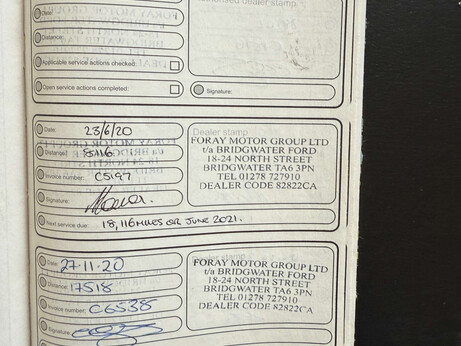 Authorised dealer stamp
Date:
Distance:
Applicable service actions checked:
Open service actions completed
Signature:
Date: 23/6/20
Distance: 8116
Invoice number: C5197
Signature:
Next service due: 18,116 MILES OR JUNE 2021.
Dealer stamp
FORAY MOTOR GROUP LTD
t/a BRIDGWATER FORD
18-24 NORTH STREET
BRIDGWATER TA6 3PN
TEL 01278 727910
DEALER CODE 82822CA
Date: 27.11.20
Distance: 17518
Invoice number: C6538
Signature:
FORAY MOTOR GROUP LTD
t/a BRIDGWATER FORD
18-24 NORTH STREET
BRIDGWATER TA6 3PN
TEL 01278 727910
DEALER CODE 82822CA